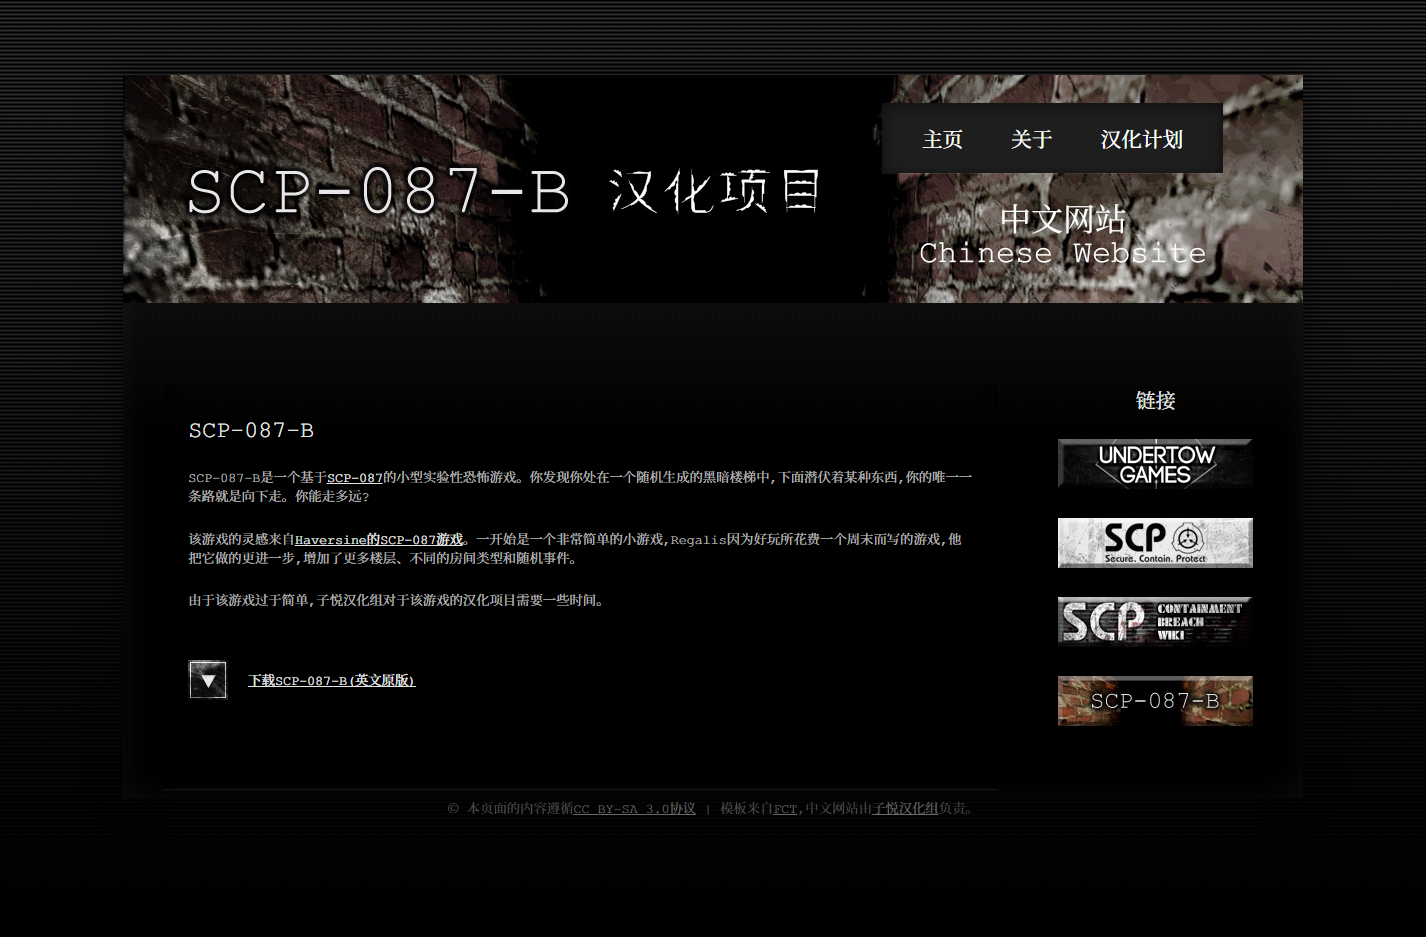 SCP-087-B 汉化项目
主页 关于 汉化计划
中文网站
Chinese Website
SCP-087-B
SCP-087-B是一个基于SCP-087的小型实验性恐怖游戏。你发现你处在一个随机生成的黑暗楼梯中,下面潜伏着某种东西,你的唯一一
条路就是向下走。你能走多远?
该游戏的灵感来自Haversine的SCP-087游戏。一开始是一个非常简单的小游戏,Regalis因为好玩所花费一个周末而写的游戏,他
把它做的更进一步,增加了更多楼层、不同的房间类型和随机事件。
由于该游戏过于简单,子悦汉化组对于该游戏的汉化项目需要一些时间。
下载SCP-087-B(英文原版)
链接
UNDERTOW
GAMES
SCP
Secure. Contain. Protect
SCP CONTAINMENT
BREACH
WIKI
SCP-087-B
© 本页面的内容遵循CC BY-SA 3.0协议 | 模板来自FCT,中文网站由子悦汉化组负责。